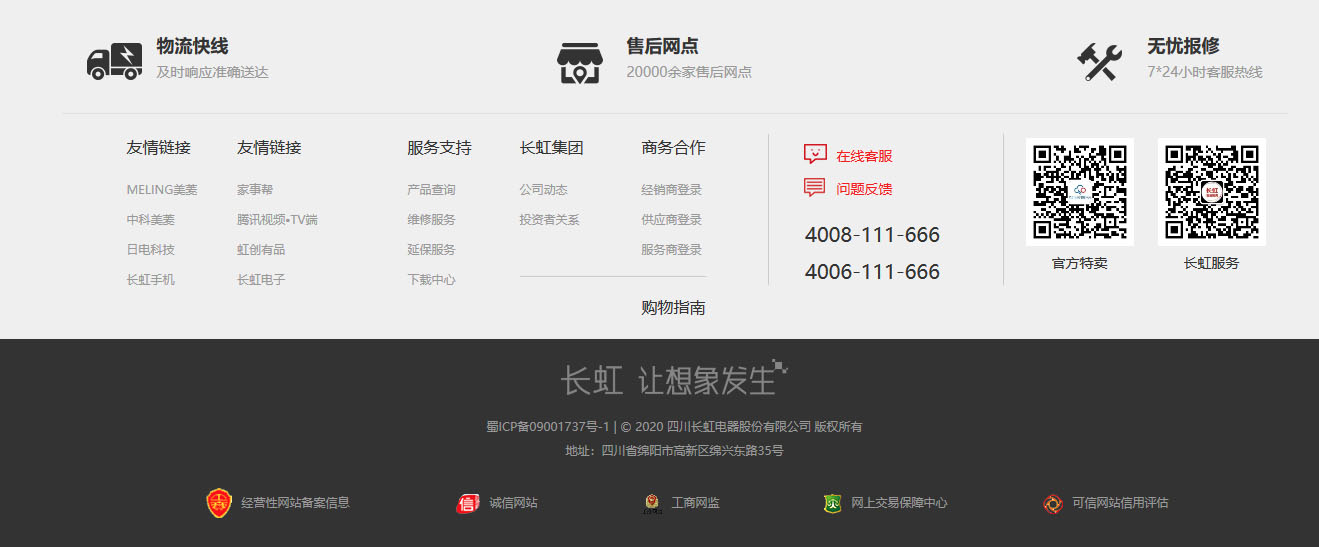 物流快线
及时响应准确送达
售后网点
20000余家售后网点
无忧报修
7*24小时客服热线
友情链接
MELING美菱
中科美菱
日电科技
长虹手机
友情链接
家事帮
腾讯视频•TV端
虹创有品
长虹电子
服务支持
产品查询
维修服务
延保服务
下载中心
长虹集团
公司动态
投资者关系
商务合作
经销商登录
供应商登录
服务商登录
购物指南
在线客服
问题反馈
4008-111-666
4006-111-666
官方特卖
长虹服务
长虹 让想象发生
蜀ICP备09001737号-1 | © 2020 四川长虹电器股份有限公司 版权所有
地址：四川省绵阳市高新区绵兴东路35号
经营性网站备案信息
诚信网站
工商网监
网上交易保障中心
可信网站信用评估